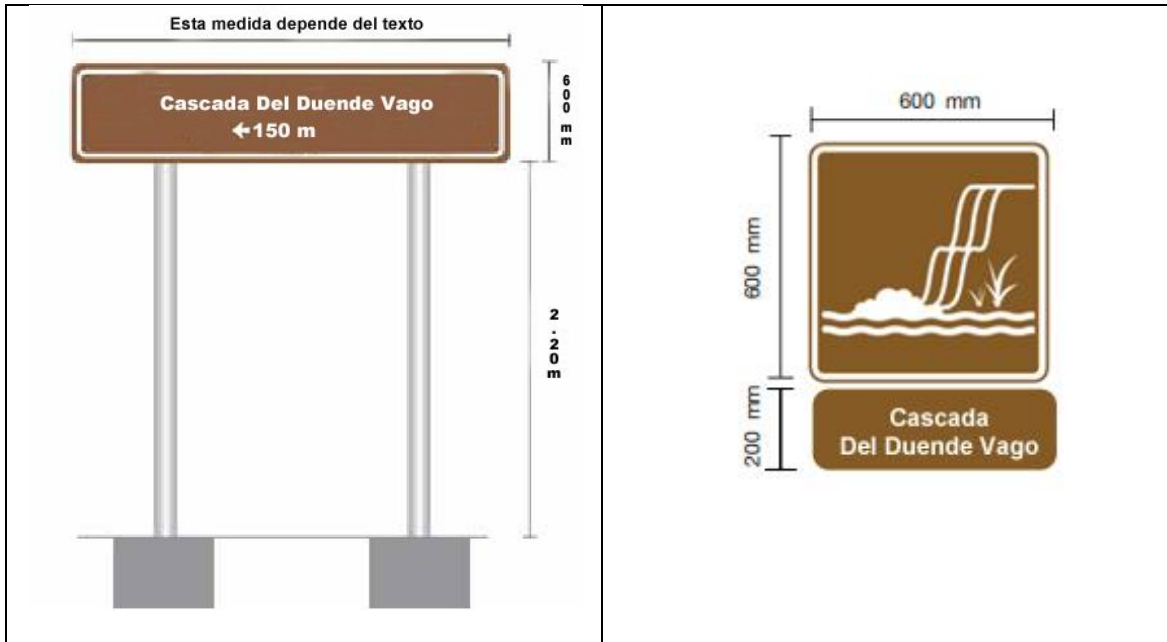 Esta medida depende del texto
Cascada Del Duende Vago
←150 m
600 mm
2.20m
600 mm
600 mm
200 mm
Cascada
Del Duende Vago